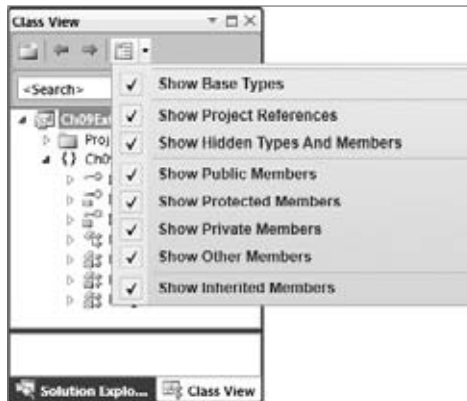 Class View
<Search>
Show Base Types
Show Project References
Show Hidden Types And Members
Show Public Members
Show Protected Members
Show Private Members
Show Other Members
Show Inherited Members
Ch09Ex
Proj
{} Ch0
Solution Explo...
Class View